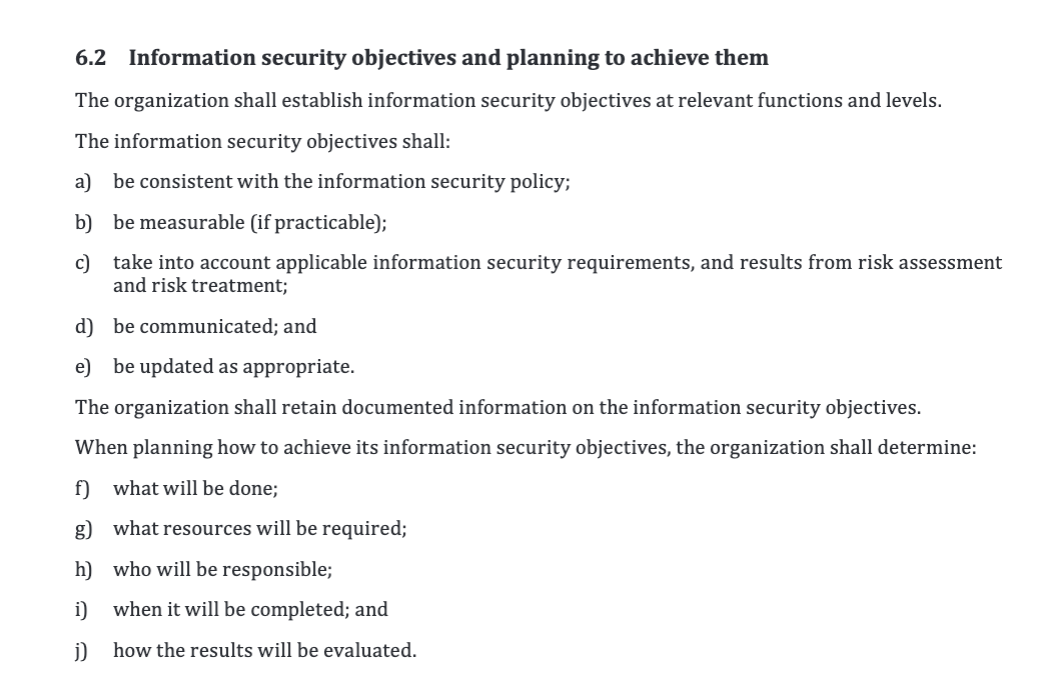 6.2 Information security objectives and planning to achieve them
The organization shall establish information security objectives at relevant functions and levels.
The information security objectives shall:
a) be consistent with the information security policy;
b) be measurable (if practicable);
c) take into account applicable information security requirements, and results from risk assessment
and risk treatment;
d) be communicated; and
e) be updated as appropriate.
The organization shall retain documented information on the information security objectives.
When planning how to achieve its information security objectives, the organization shall determine:
f) what will be done;
g) what resources will be required;
h) who will be responsible;
i) when it will be completed; and
j) how the results will be evaluated.